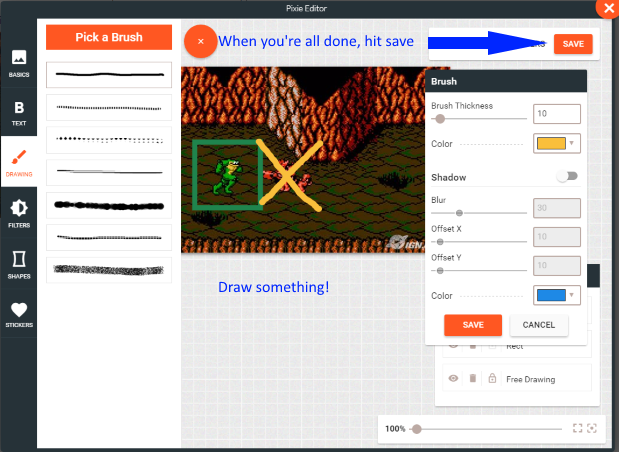 Pixie Editor
Pick a Brush
When you're all done, hit save
SAVE
BASICS
TEXT
DRAWING
FILTERS
SHAPES
STICKERS
Brush
Brush Thickness
10
Color
Shadow
Blur
30
Offset X
10
Offset Y
10
Color
SAVE CANCEL
IGN
Draw something!
Rect
Free Drawing
100%